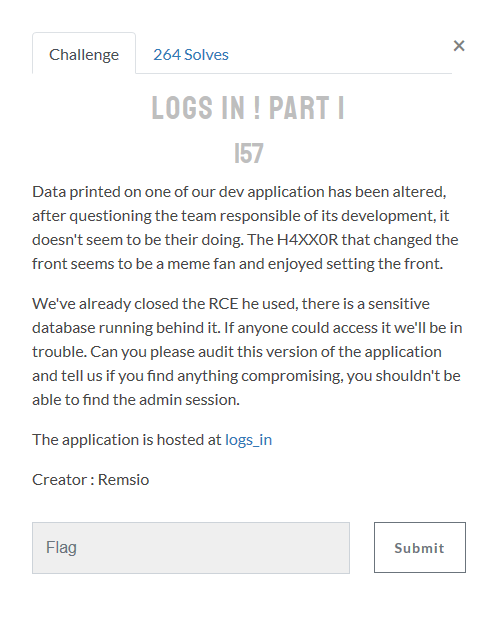 Challenge
264 Solves
×
LOGS IN ! PART I
157
Data printed on one of our dev application has been altered,
after questioning the team responsible of its development, it
doesn't seem to be their doing. The H4XX0R that changed the
front seems to be a meme fan and enjoyed setting the front.
We've already closed the RCE he used, there is a sensitive
database running behind it. If anyone could access it we'll be in
trouble. Can you please audit this version of the application
and tell us if you find anything compromising, you shouldn't be
able to find the admin session.
The application is hosted at logs_in
Creator : Remsio
Flag
Submit